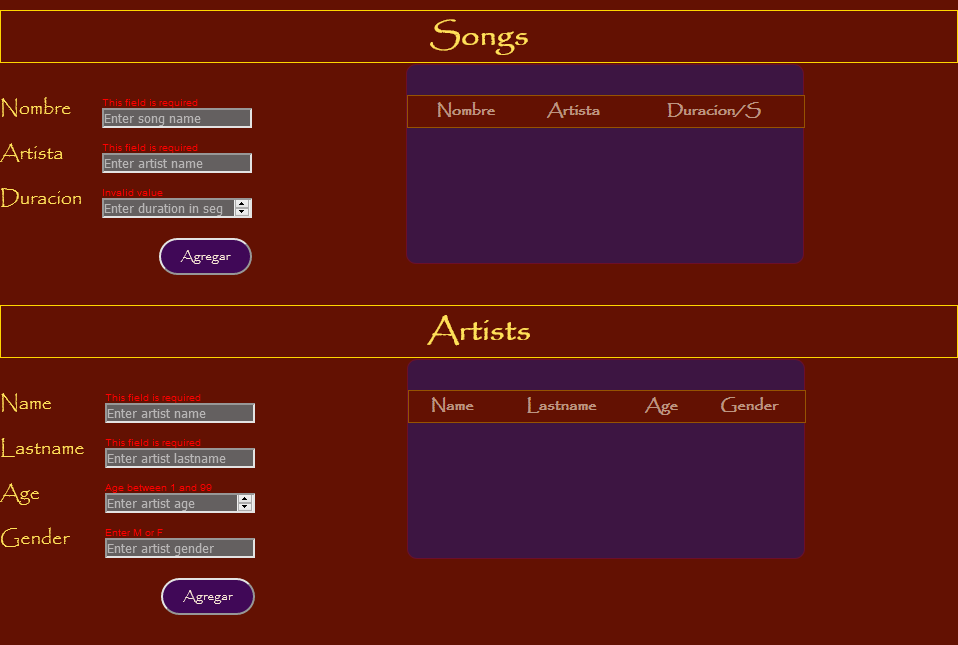 Songs
Nombre
This field is required
Enter song name
Artista
This field is required
Enter artist name
Duracion
Invalid value
Enter duration in seg
Agregar
Nombre Artista Duracion/S
Artists
Name
This field is required
Enter artist name
Lastname
This field is required
Enter artist lastname
Age
Age between 1 and 99
Enter artist age
Gender
Enter M or F
Enter artist gender
Agregar
Name Lastname Age Gender